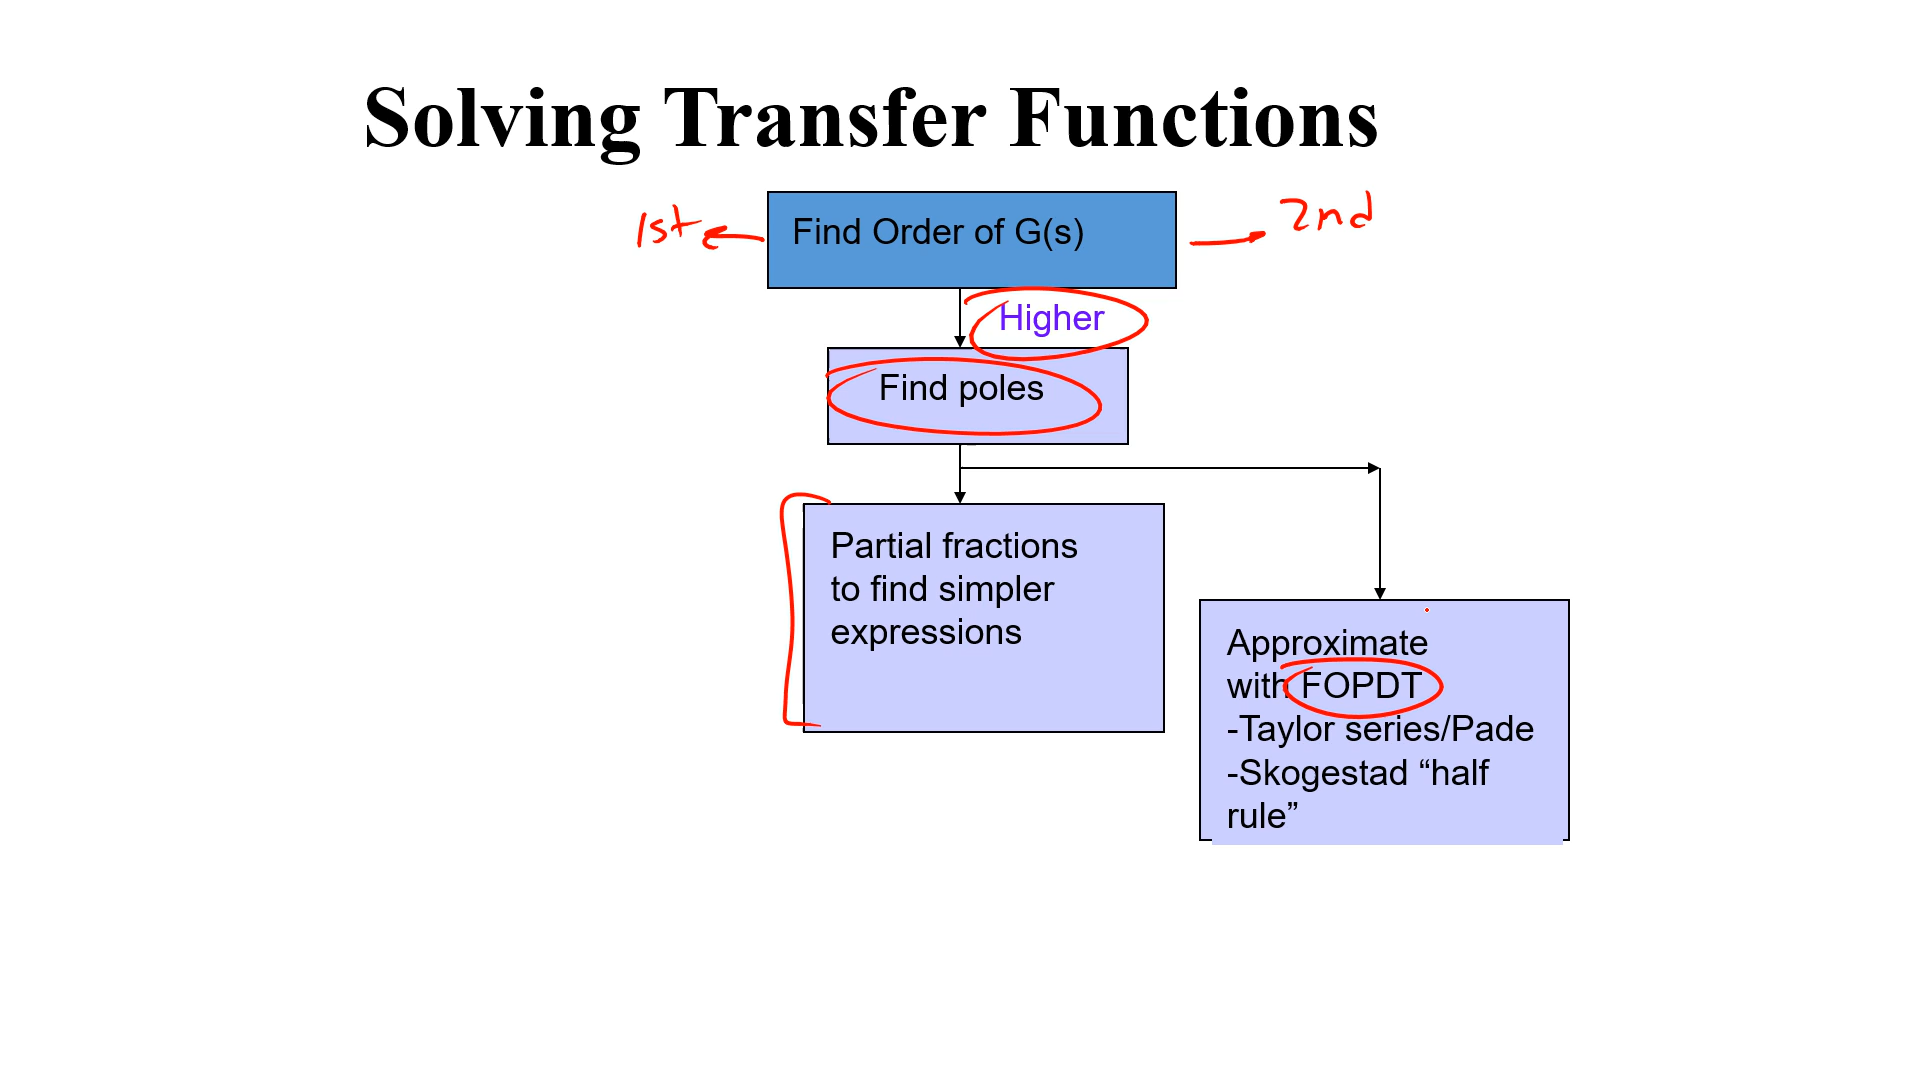 Solving Transfer Functions
1st
Find Order of G(s)
2nd
Higher
Find poles
Partial fractions
to find simpler
expressions
Approximate
with FOPDT
-Taylor series/Pade
-Skogestad “half
rule”